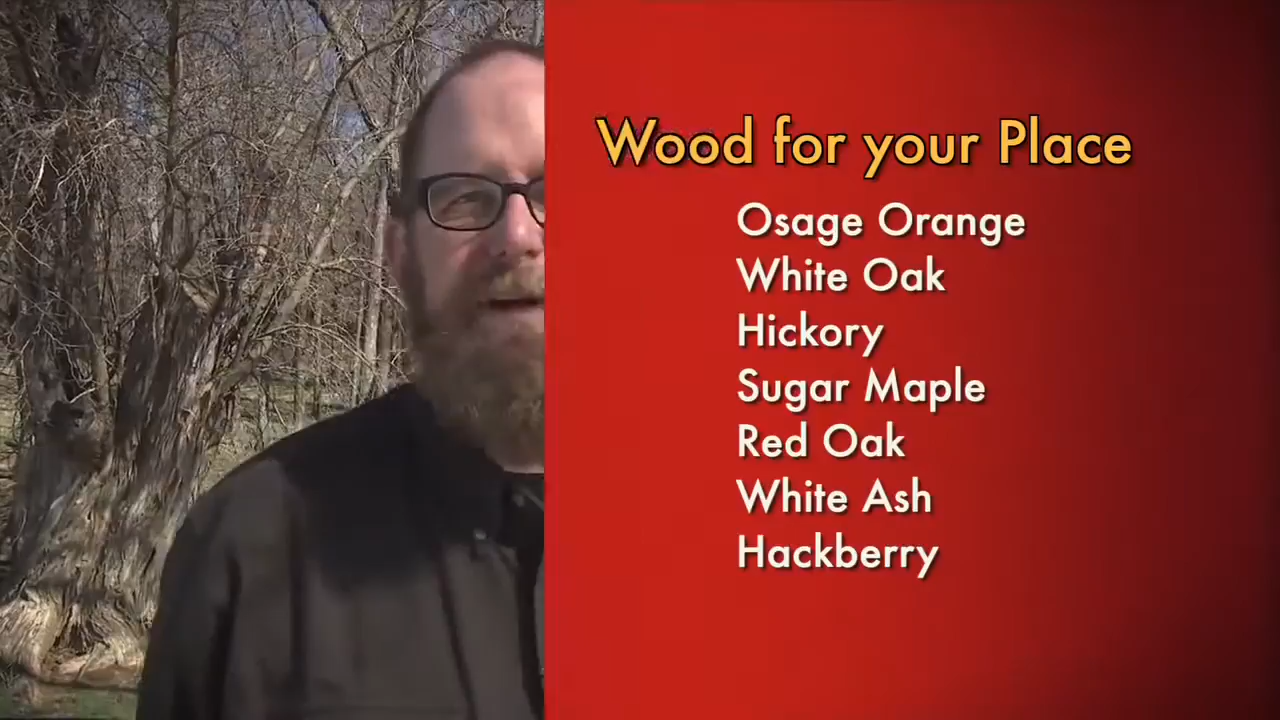 Wood for your Place
Osage Orange
White Oak
Hickory
Sugar Maple
Red Oak
White Ash
Hackberry